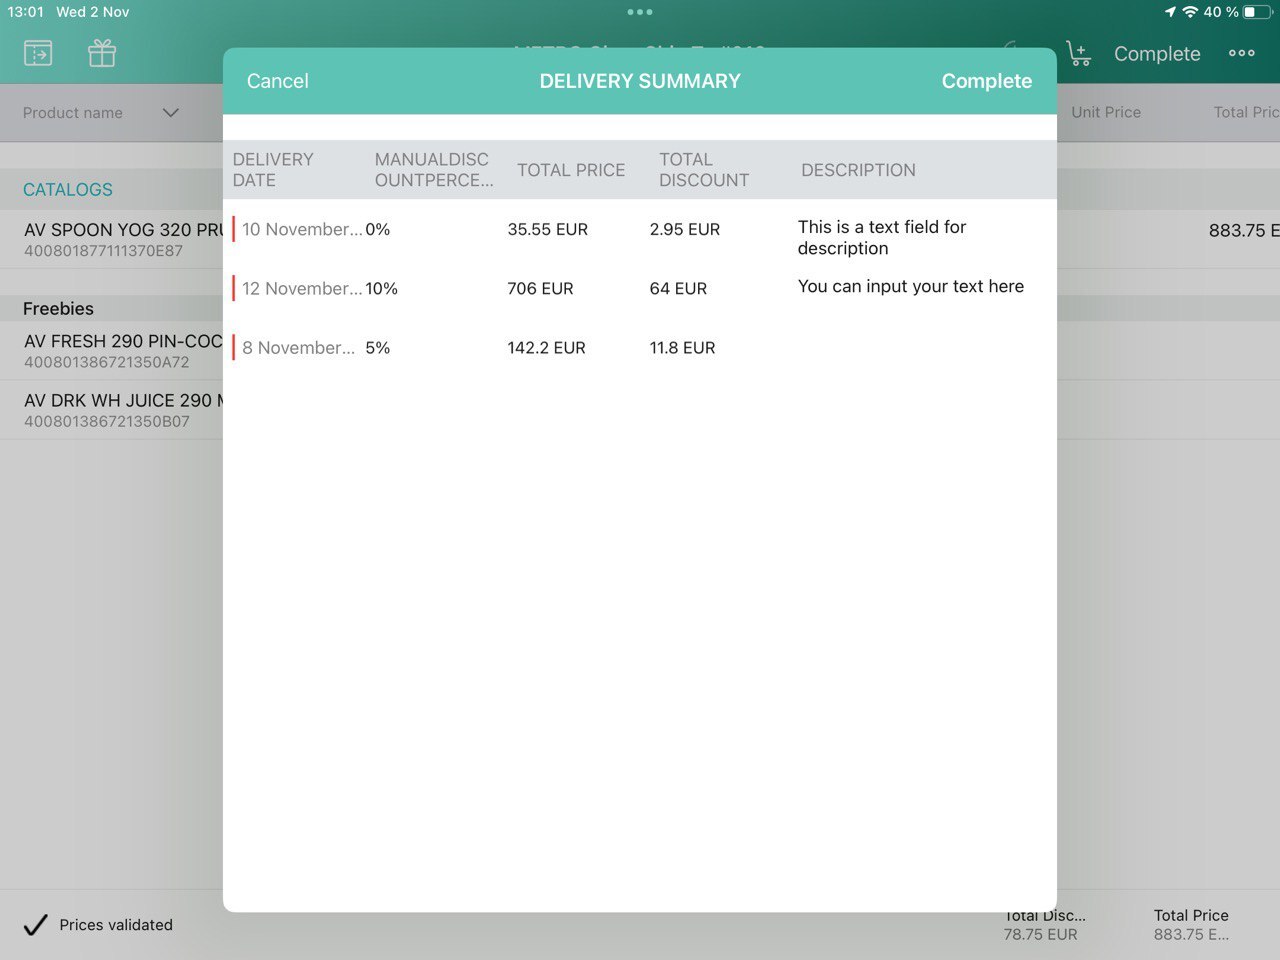 13:01 Wed 2 Nov
40 %
Complete
Cancel
DELIVERY SUMMARY
Complete
Product name
Unit Price
Total Pric
DELIVERY
DATE
MANUALDISC
OUNTPERCE...
TOTAL PRICE
TOTAL
DISCOUNT
DESCRIPTION
CATALOGS
AV SPOON YOG 320 PRU
400801877111370E87
883.75 E
10 November... 0% 35.55 EUR 2.95 EUR
This is a text field for
description
12 November... 10% 706 EUR 64 EUR You can input your text here
Freebies
AV FRESH 290 PIN-COC
400801386721350A72
8 November... 5% 142.2 EUR 11.8 EUR
AV DRK WH JUICE 290 M
400801386721350B07
Prices validated
Total Disc...
78.75 EUR
Total Price
883.75 E...